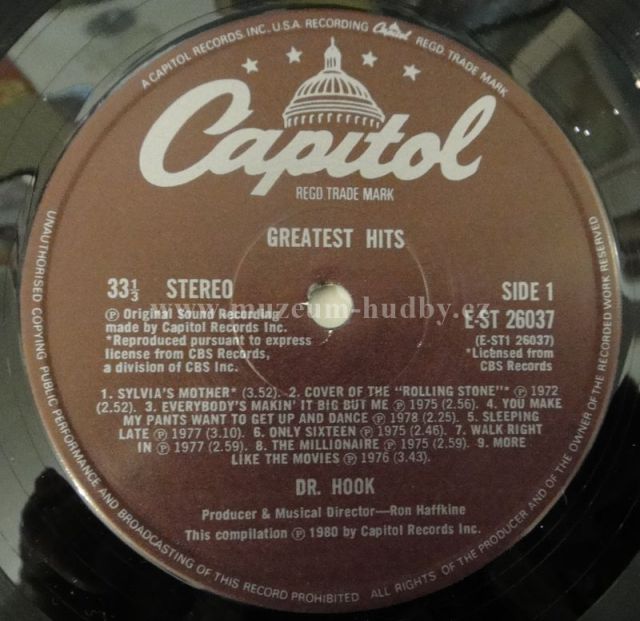 A CAPITOL RECORDS, INC., U.S.A. RECORDING Capitol REGD. TRADE MARK
Capitol
REGD. TRADE MARK
GREATEST HITS
33⅓ STEREO
SIDE 1
www.muzeum-hudby.cz
℗ Original Sound Recording
made by Capitol Records Inc.
*Reproduced pursuant to express
license from CBS Records,
a division of CBS Inc.
E-ST 26037
(E-ST1 26037)
*Licensed from
CBS Records
1. SYLVIA'S MOTHER* (3.52). 2. COVER OF THE "ROLLING STONE"* ℗ 1972
(2.52). 3. EVERYBODY'S MAKIN' IT BIG BUT ME ℗ 1975 (2.56). 4. YOU MAKE
MY PANTS WANT TO GET UP AND DANCE ℗ 1978 (2.25). 5. SLEEPING
LATE ℗ 1977 (3.10). 6. ONLY SIXTEEN ℗ 1975 (2.46). 7. WALK RIGHT
IN ℗ 1977 (2.59). 8. THE MILLIONAIRE ℗ 1975 (2.59). 9. MORE
LIKE THE MOVIES ℗ 1976 (3.43).
DR. HOOK
Producer & Musical Director—Ron Haffkine
This compilation ℗ 1980 by Capitol Records Inc.
UNAUTHORISED COPYING PUBLIC PERFORMANCE AND BROADCASTING OF THIS RECORD PROHIBITED ALL RIGHTS OF THE PRODUCER AND OF THE OWNER OF THE RECORDED WORK RESERVED